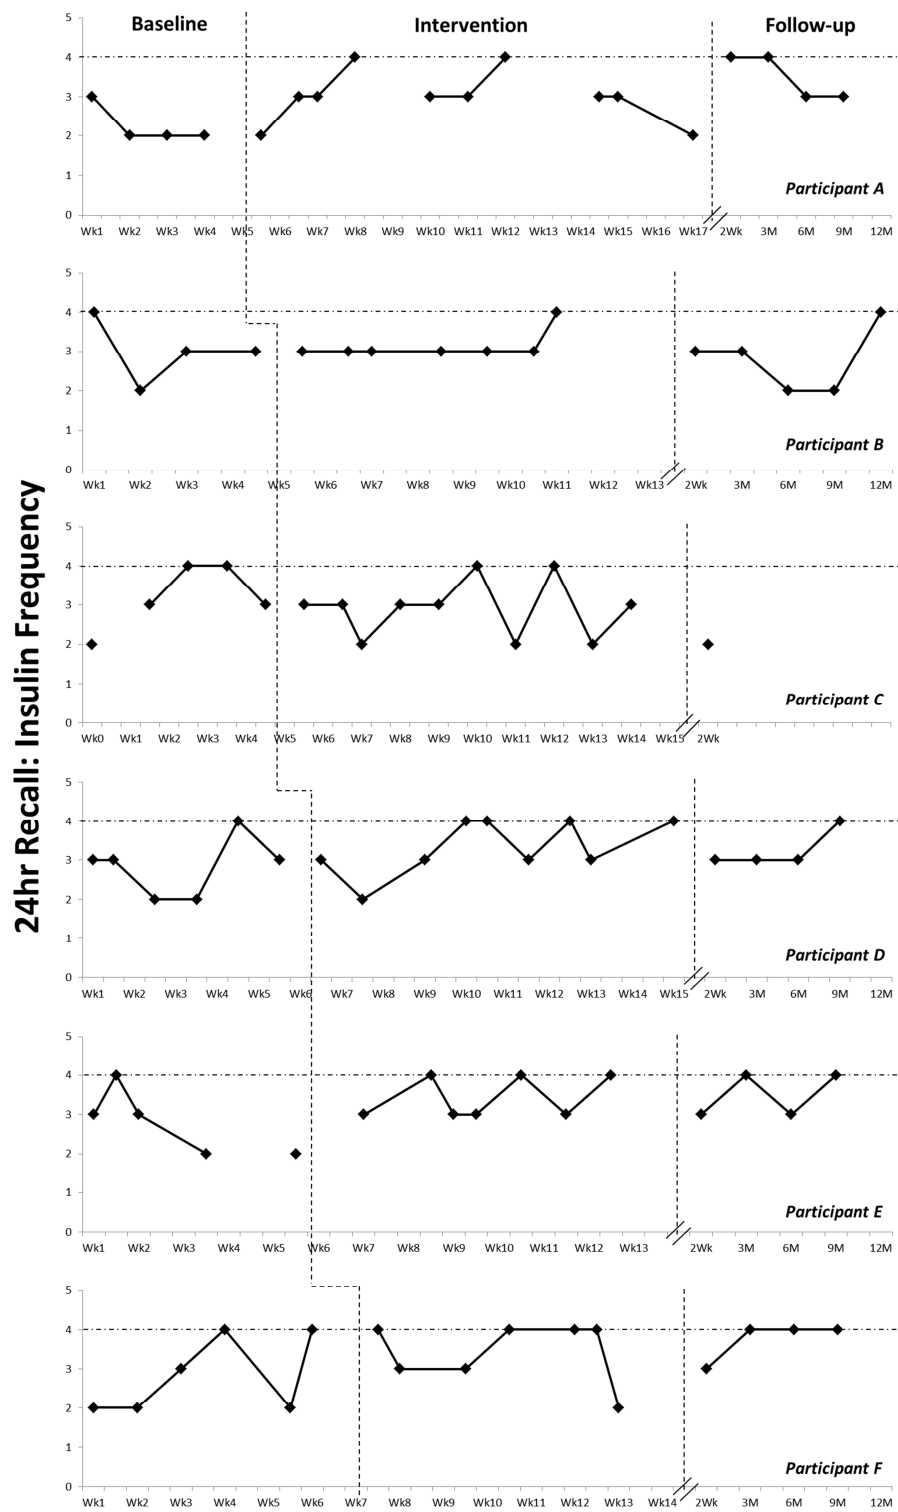 Baseline Intervention Follow-up
24hr Recall: Insulin Frequency
5
4
3
2
1
0
Participant A
Wk1 Wk2 Wk3 Wk4 Wk5 Wk6 Wk7 Wk8 Wk9 Wk10 Wk11 Wk12 Wk13 Wk14 Wk15 Wk16 Wk17 2Wk 3M 6M 9M 12M
5
4
3
2
1
0
Participant B
Wk1 Wk2 Wk3 Wk4 Wk5 Wk6 Wk7 Wk8 Wk9 Wk10 Wk11 Wk12 Wk13 2Wk 3M 6M 9M 12M
5
4
3
2
1
0
Participant C
Wk0 Wk1 Wk2 Wk3 Wk4 Wk5 Wk6 Wk7 Wk8 Wk9 Wk10 Wk11 Wk12 Wk13 Wk14 Wk15 2Wk
5
4
3
2
1
0
Participant D
Wk1 Wk2 Wk3 Wk4 Wk5 Wk6 Wk7 Wk8 Wk9 Wk10 Wk11 Wk12 Wk13 Wk14 Wk15 2Wk 3M 6M 9M 12M
5
4
3
2
1
0
Participant E
Wk1 Wk2 Wk3 Wk4 Wk5 Wk6 Wk7 Wk8 Wk9 Wk10 Wk11 Wk12 Wk13 2Wk 3M 6M 9M 12M
5
4
3
2
1
0
Participant F
Wk1 Wk2 Wk3 Wk4 Wk5 Wk6 Wk7 Wk8 Wk9 Wk10 Wk11 Wk12 Wk13 Wk14 2Wk 3M 6M 9M 12M